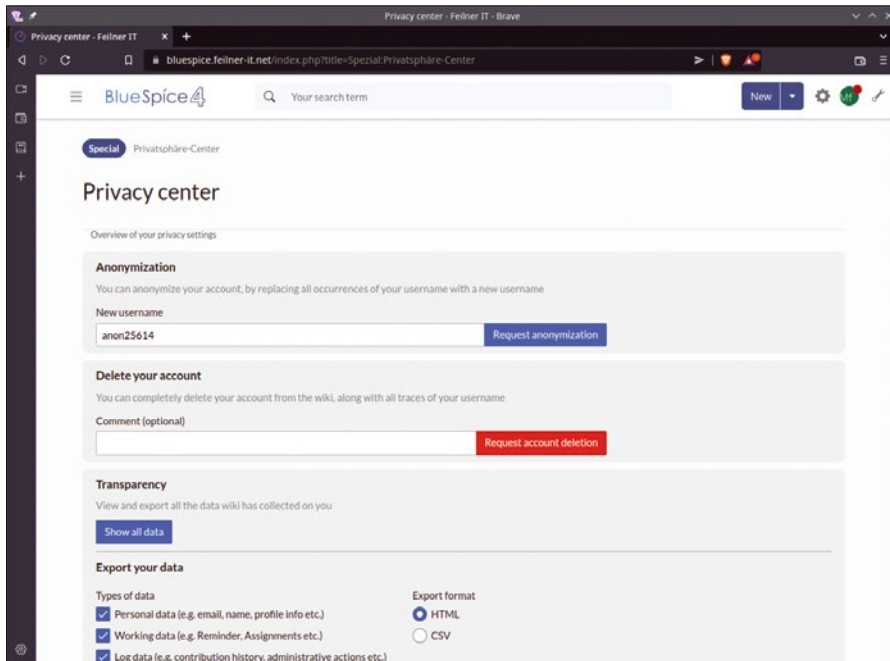 Privacy center - Feilner IT - Brave
Privacy center - Feilner IT
bluespice.feilner-it.net/index.php?title=Spezial:Privatsphäre-Center
BlueSpice 4
Your search term
New
Mf
Special Privatsphäre-Center
Privacy center
Overview of your privacy settings
Anonymization
You can anonymize your account, by replacing all occurrences of your username with a new username
New username
anon25614
Request anonymization
Delete your account
You can completely delete your account from the wiki, along with all traces of your username
Comment (optional)
Request account deletion
Transparency
View and export all the data wiki has collected on you
Show all data
Export your data
Types of data
Export format
Personal data (e.g. email, name, profile info etc.)
HTML
Working data (e.g. Reminder, Assignments etc.)
CSV
Log data (e.g. contribution history, administrative actions etc.)